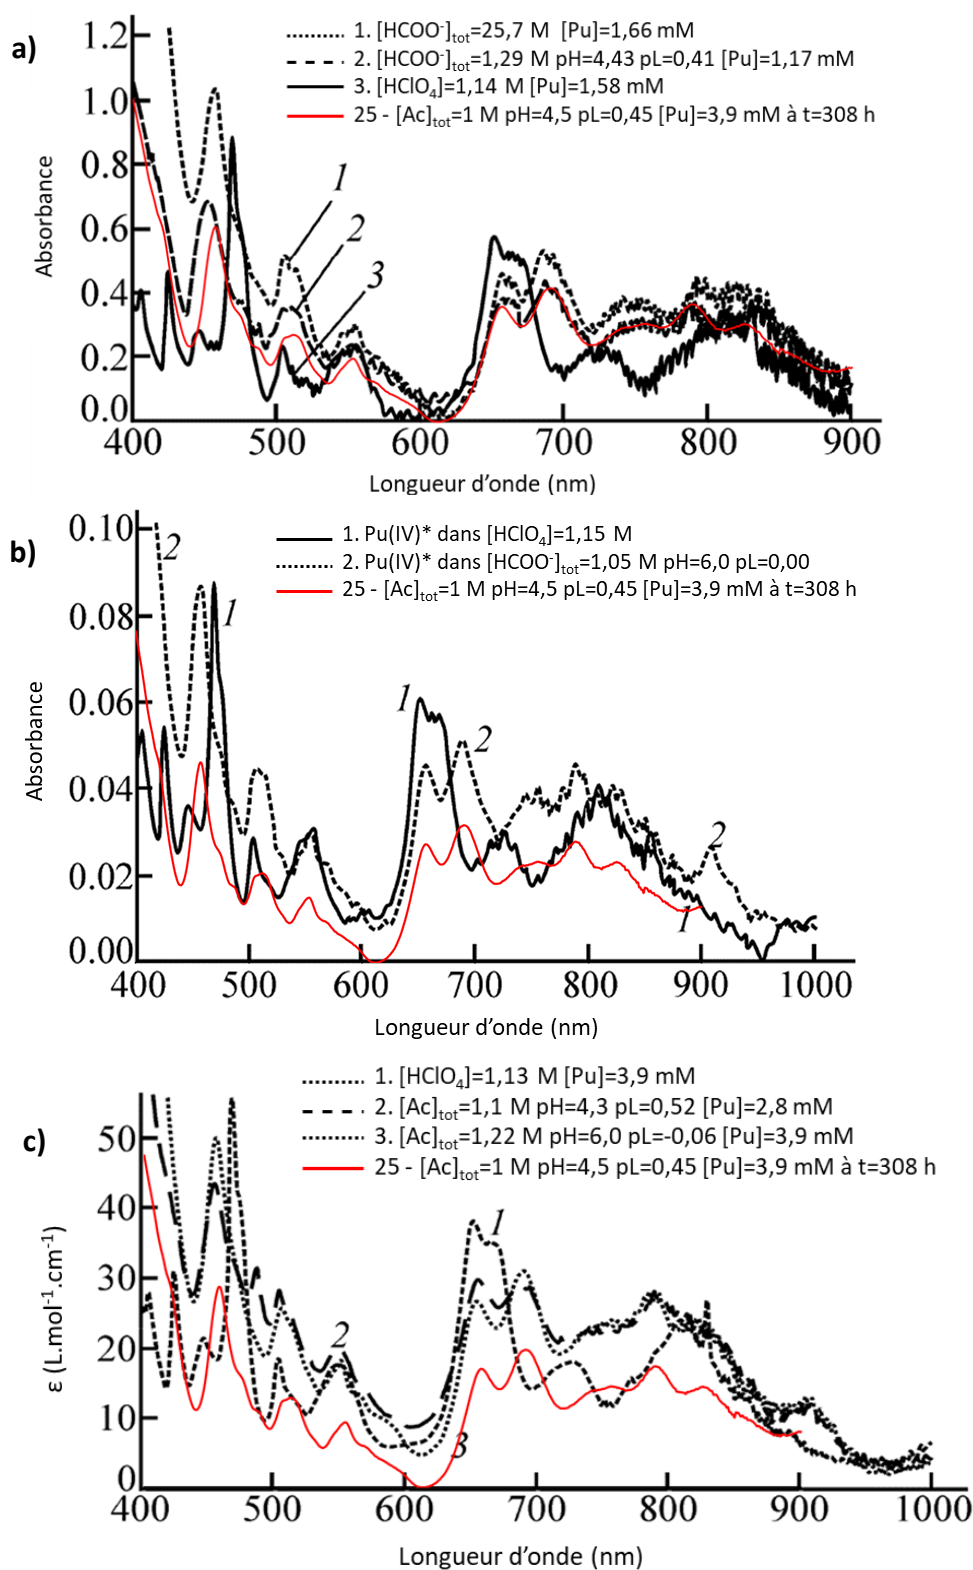 a)
1. [HCOO-]tot=25,7 M [Pu]=1,66 mM
2. [HCOO-]tot=1,29 M pH=4,43 pL=0,41 [Pu]=1,17 mM
3. [HClO4]=1,14 M [Pu]=1,58 mM
25 - [Ac]tot=1 M pH=4,5 pL=0,45 [Pu]=3,9 mM à t=308 h
Absorbance
1.2
1.0
0.8
0.6
0.4
0.2
0.0
1
2
3
400 500 600 700 800 900
Longueur d'onde (nm)
b)
1. Pu(IV)* dans [HClO4]=1,15 M
2. Pu(IV)* dans [HCOO-]tot=1,05 M pH=6,0 pL=0,00
25 - [Ac]tot=1 M pH=4,5 pL=0,45 [Pu]=3,9 mM à t=308 h
Absorbance
0.10
0.08
0.06
0.04
0.02
0.00
2
1
1
2
2
1
400 500 600 700 800 900 1000
Longueur d'onde (nm)
c)
1. [HClO4]=1,13 M [Pu]=3,9 mM
2. [Ac]tot=1,1 M pH=4,3 pL=0,52 [Pu]=2,8 mM
3. [Ac]tot=1,22 M pH=6,0 pL=-0,06 [Pu]=3,9 mM
25 - [Ac]tot=1 M pH=4,5 pL=0,45 [Pu]=3,9 mM à t=308 h
ε (L.mol-1.cm-1)
50
40
30
20
10
0
1
2
3
400 500 600 700 800 900 1000
Longueur d'onde (nm)